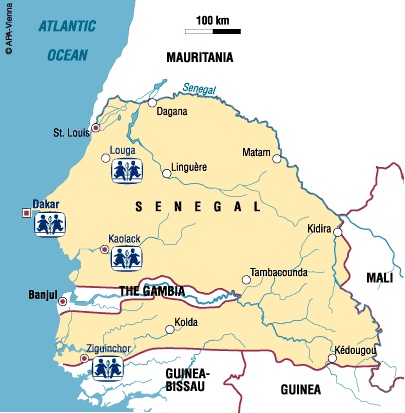 © APA-Vienna
100 km
ATLANTIC
OCEAN
MAURITANIA
Senegal
Dagana
St. Louis
Louga
Matam
Linguère
Dakar
SENEGAL
Kidira
Kaolack
MALI
Tambacounda
THE GAMBIA
Banjul
Kolda
Ziguinchor
Kédougou
GUINEA-
BISSAU
GUINEA